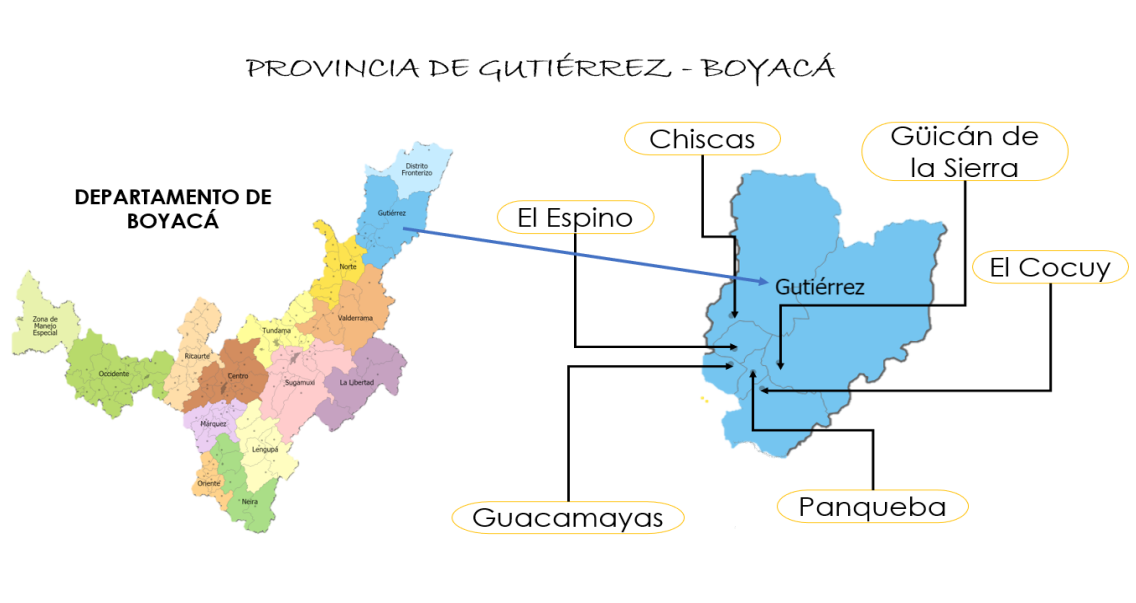 PROVINCIA DE GUTIÉRREZ - BOYACÁ
DEPARTAMENTO DE
BOYACÁ
Distrito
Fronterizo
Gutiérrez
Norte
Valderrama
Tundama
Zona de
Manejo
Especial
Occidente
Ricaurte
Centro
Sugamuxi
La Libertad
Márquez
Lengupá
Oriente
Neira
Chiscas
Güicán de
la Sierra
El Espino
El Cocuy
Gutiérrez
Guacamayas
Panqueba